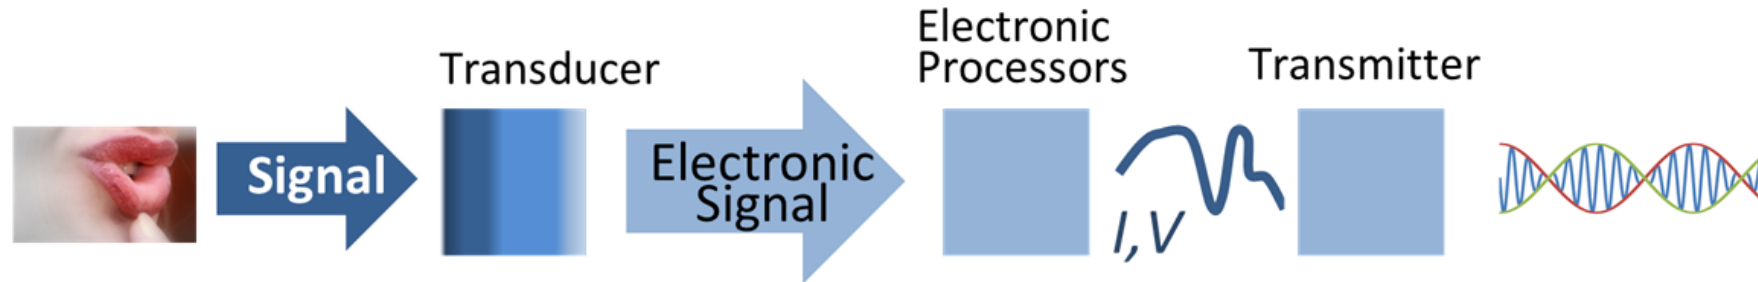 Signal
Transducer
Electronic
Signal
Electronic
Processors
I, V
Transmitter